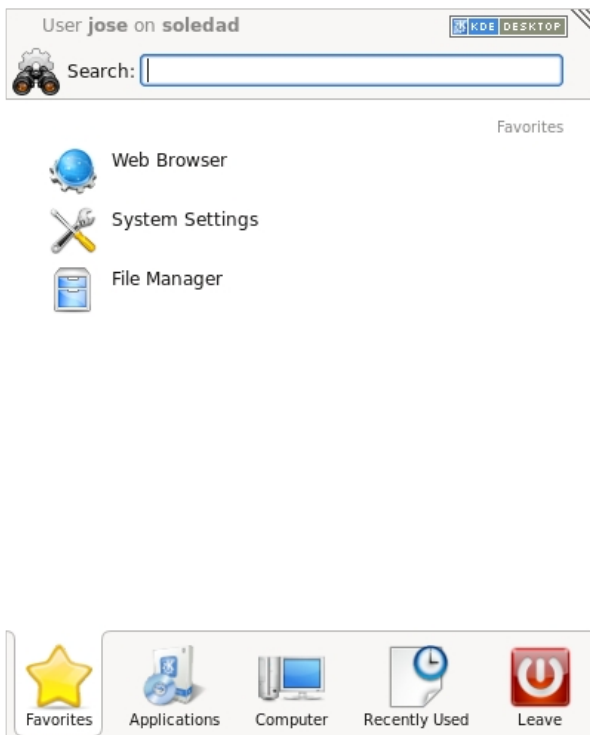 User jose on soledad
KDE DESKTOP
Search:
Favorites
Web Browser
System Settings
File Manager
Favorites
Applications
Computer
Recently Used
Leave